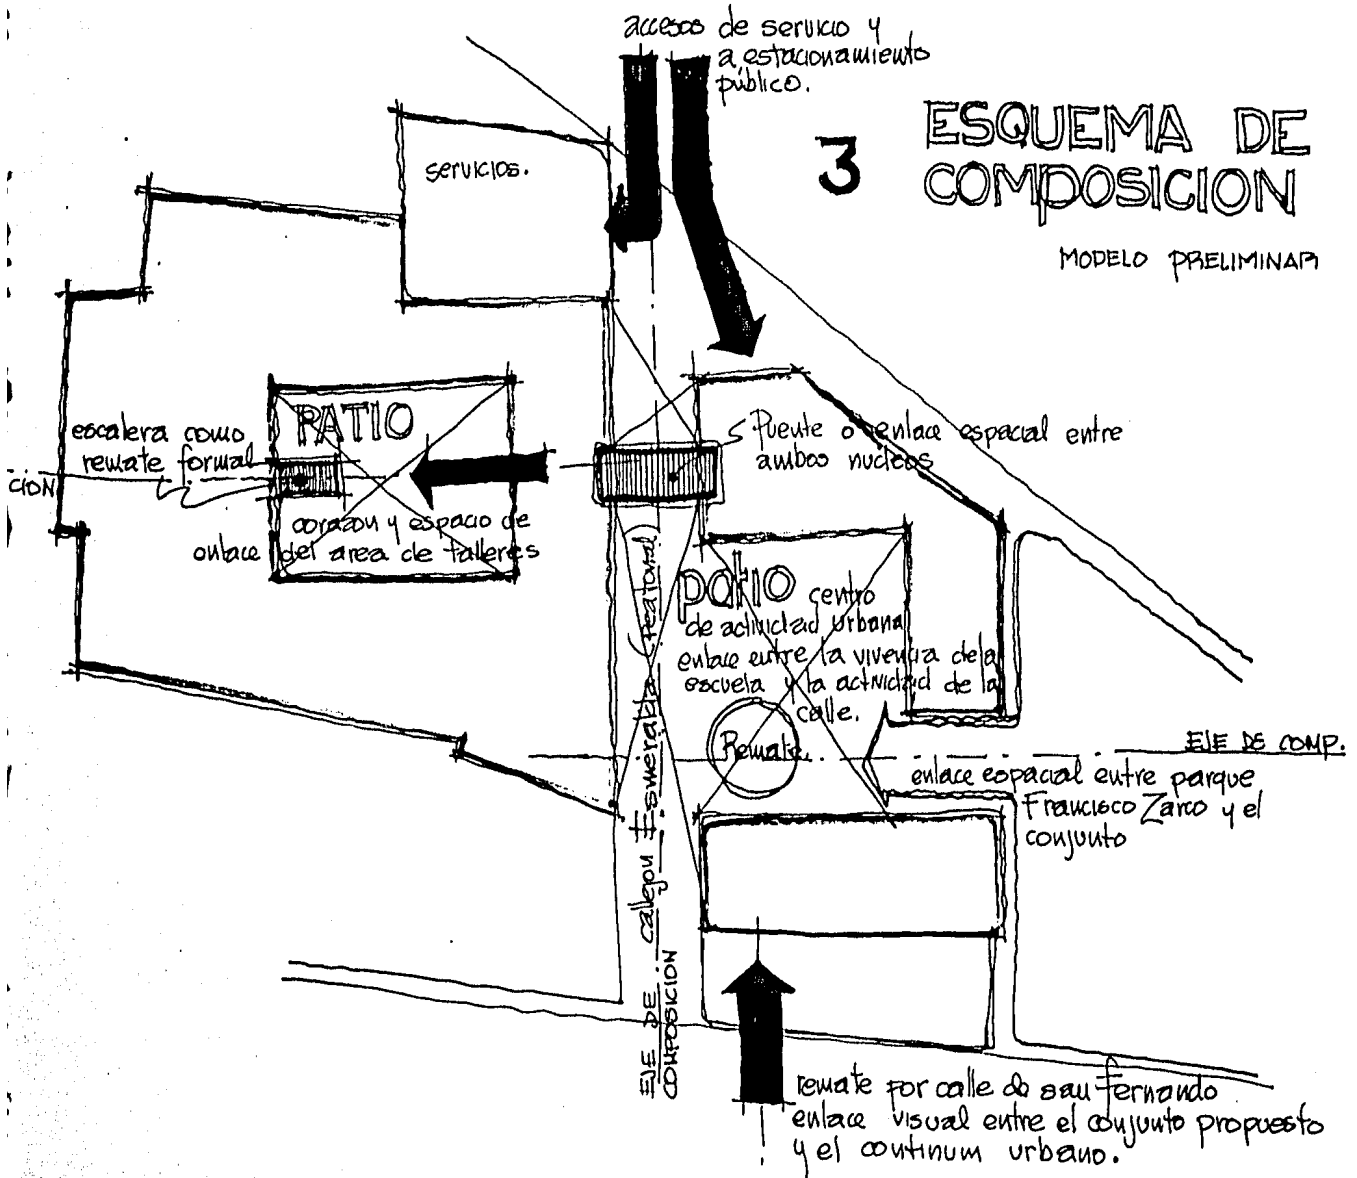 accesos de servicio y
a estacionamiento
público.
3
ESQUEMA DE
COMPOSICION
MODELO PRELIMINAR
servicios.
PATIO
escalera como
remate formal
CION
corazon y espacio de
enlace del area de talleres
Puente o enlace espacial entre
ambos nucleos
patio centro
de actividad urbana
enlace entre la vivencia de la
escuela y la actividad de la
calle.
Remate.
EJE DE COMP.
enlace espacial entre parque
Francisco Zarco y el
conjunto
EJE DE callejon Esmeralda (Peatonal)
COMPOSICION
remate por calle de san fernando
enlace visual entre el conjunto propuesto
y el continum urbano.